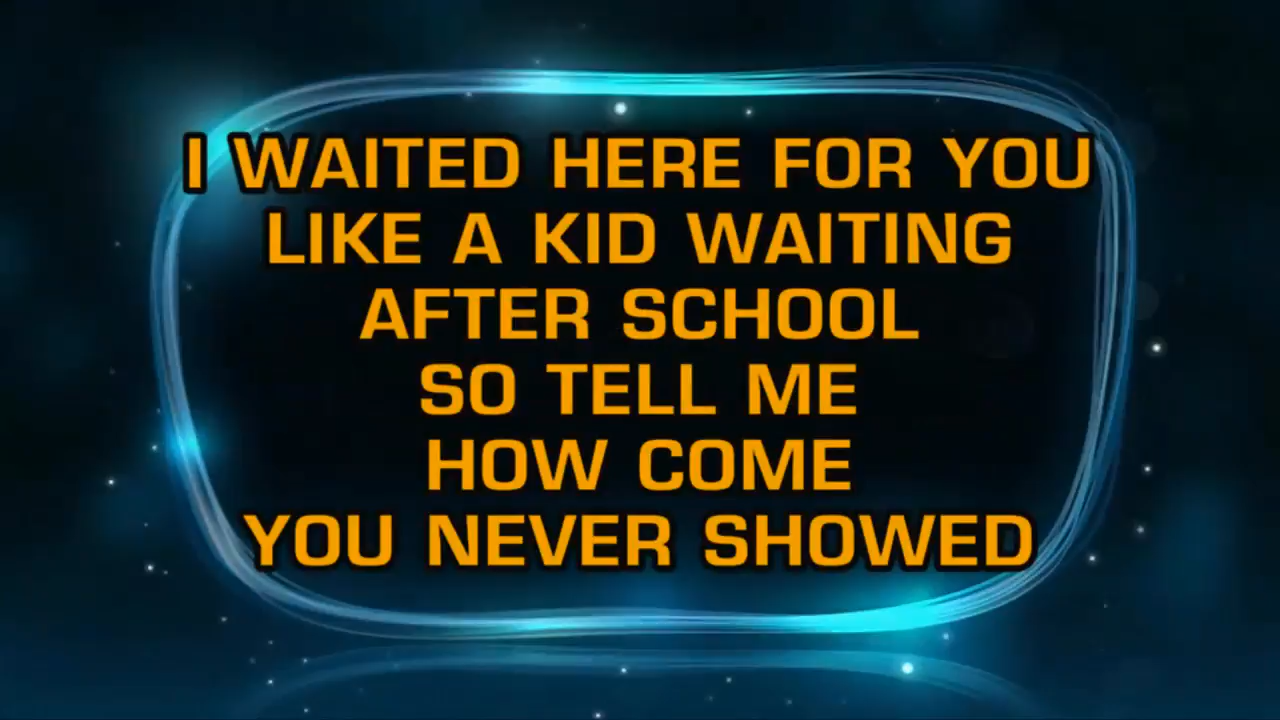 I WAITED HERE FOR YOU
LIKE A KID WAITING
AFTER SCHOOL
SO TELL ME
HOW COME
YOU NEVER SHOWED